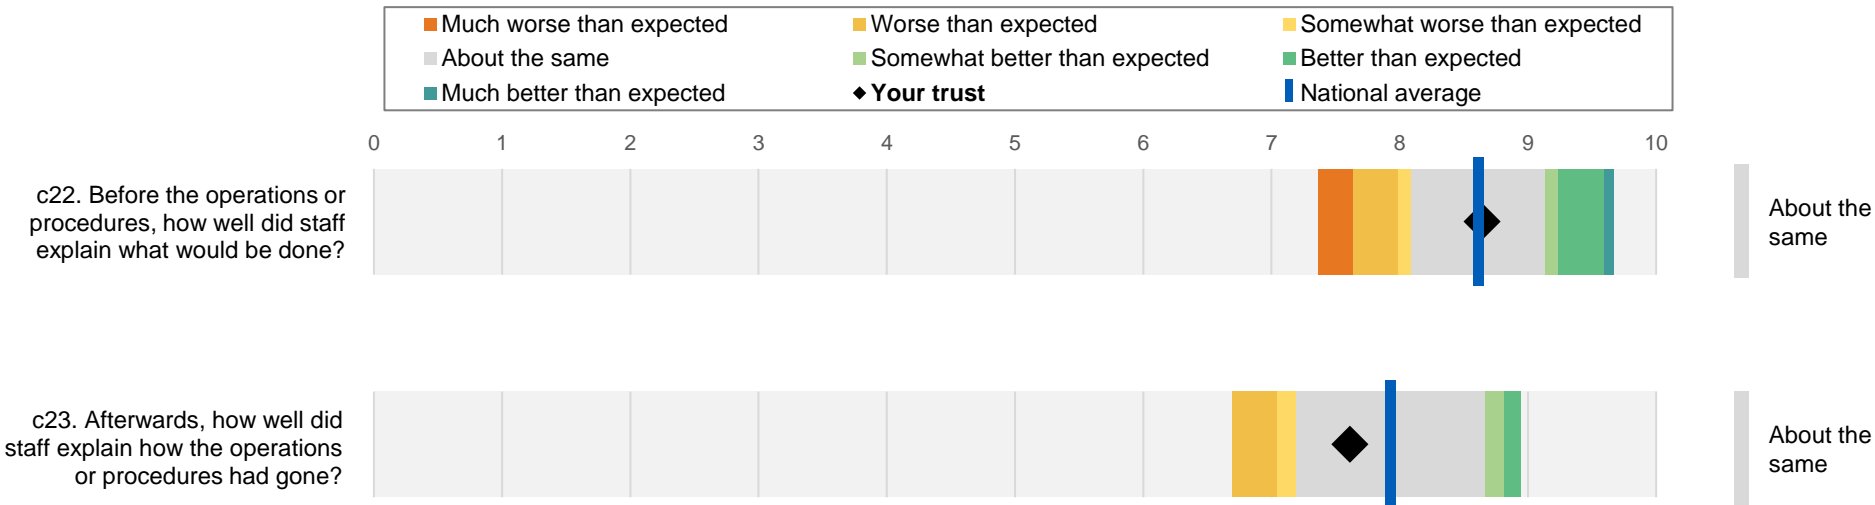 Much worse than expected
Worse than expected
Somewhat worse than expected
About the same
Somewhat better than expected
Better than expected
Much better than expected
Your trust
National average
0 1 2 3 4 5 6 7 8 9 10
c22. Before the operations or
procedures, how well did staff
explain what would be done?
About the
same
c23. Afterwards, how well did
staff explain how the operations
or procedures had gone?
About the
same